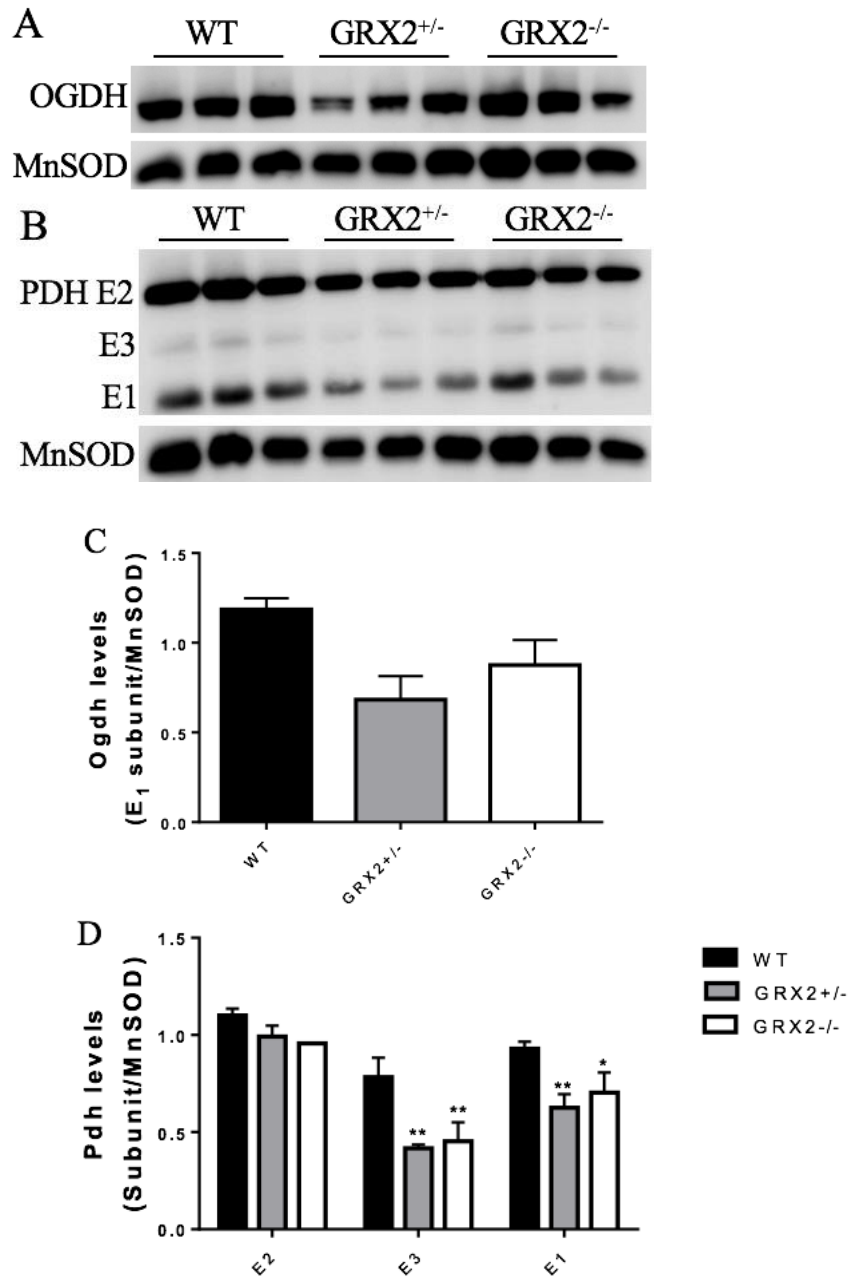 A
WT GRX2+/- GRX2-/-
OGDH
MnSOD
B
WT GRX2+/- GRX2-/-
PDH E2
E3
E1
MnSOD
C
Ogdh levels
(E1 subunit/MnSOD)
1.5
1.0
0.5
0.0
WT
GRX2+/-
GRX2-/-
D
Pdh levels
(Subunit/MnSOD)
1.5
1.0
0.5
0.0
**
**
**
*
E2
E3
E1
WT
GRX2+/-
GRX2-/-